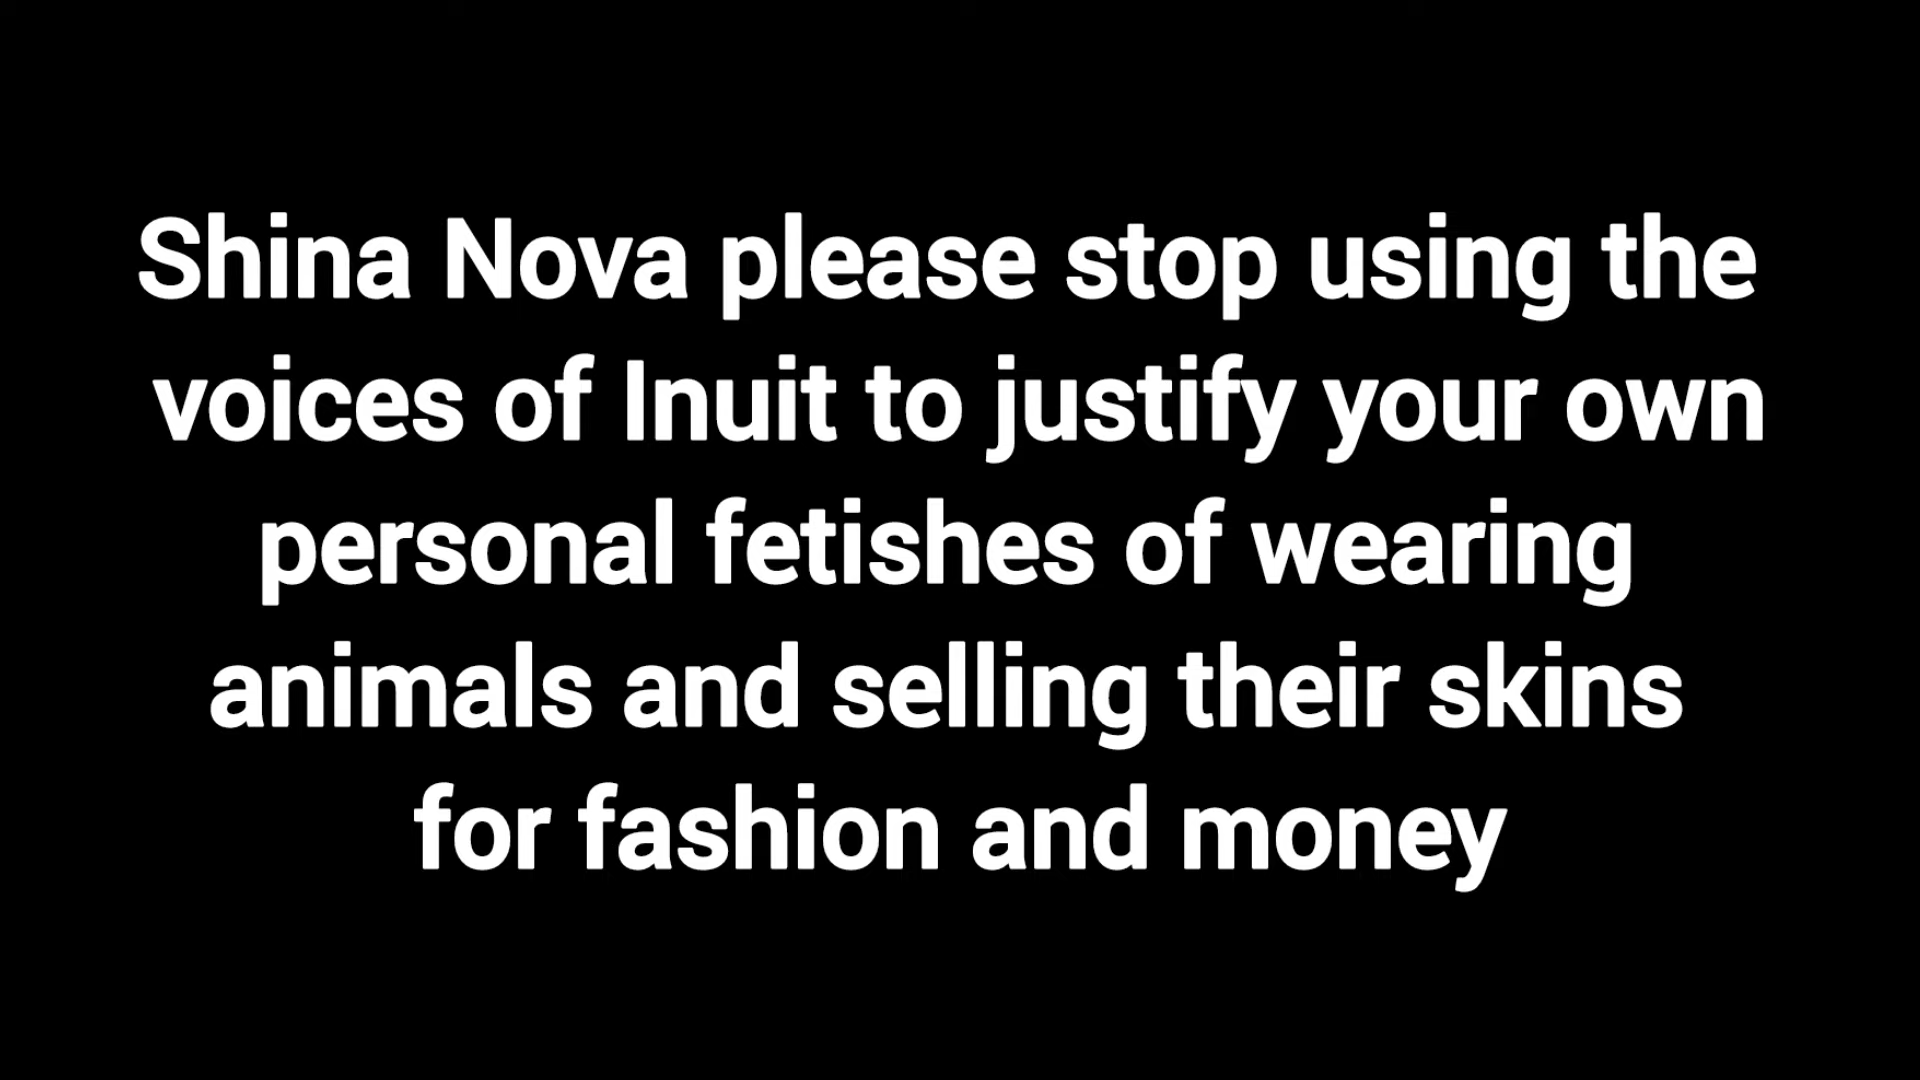 Shina Nova please stop using the
voices of Inuit to justify your own
personal fetishes of wearing
animals and selling their skins
for fashion and money